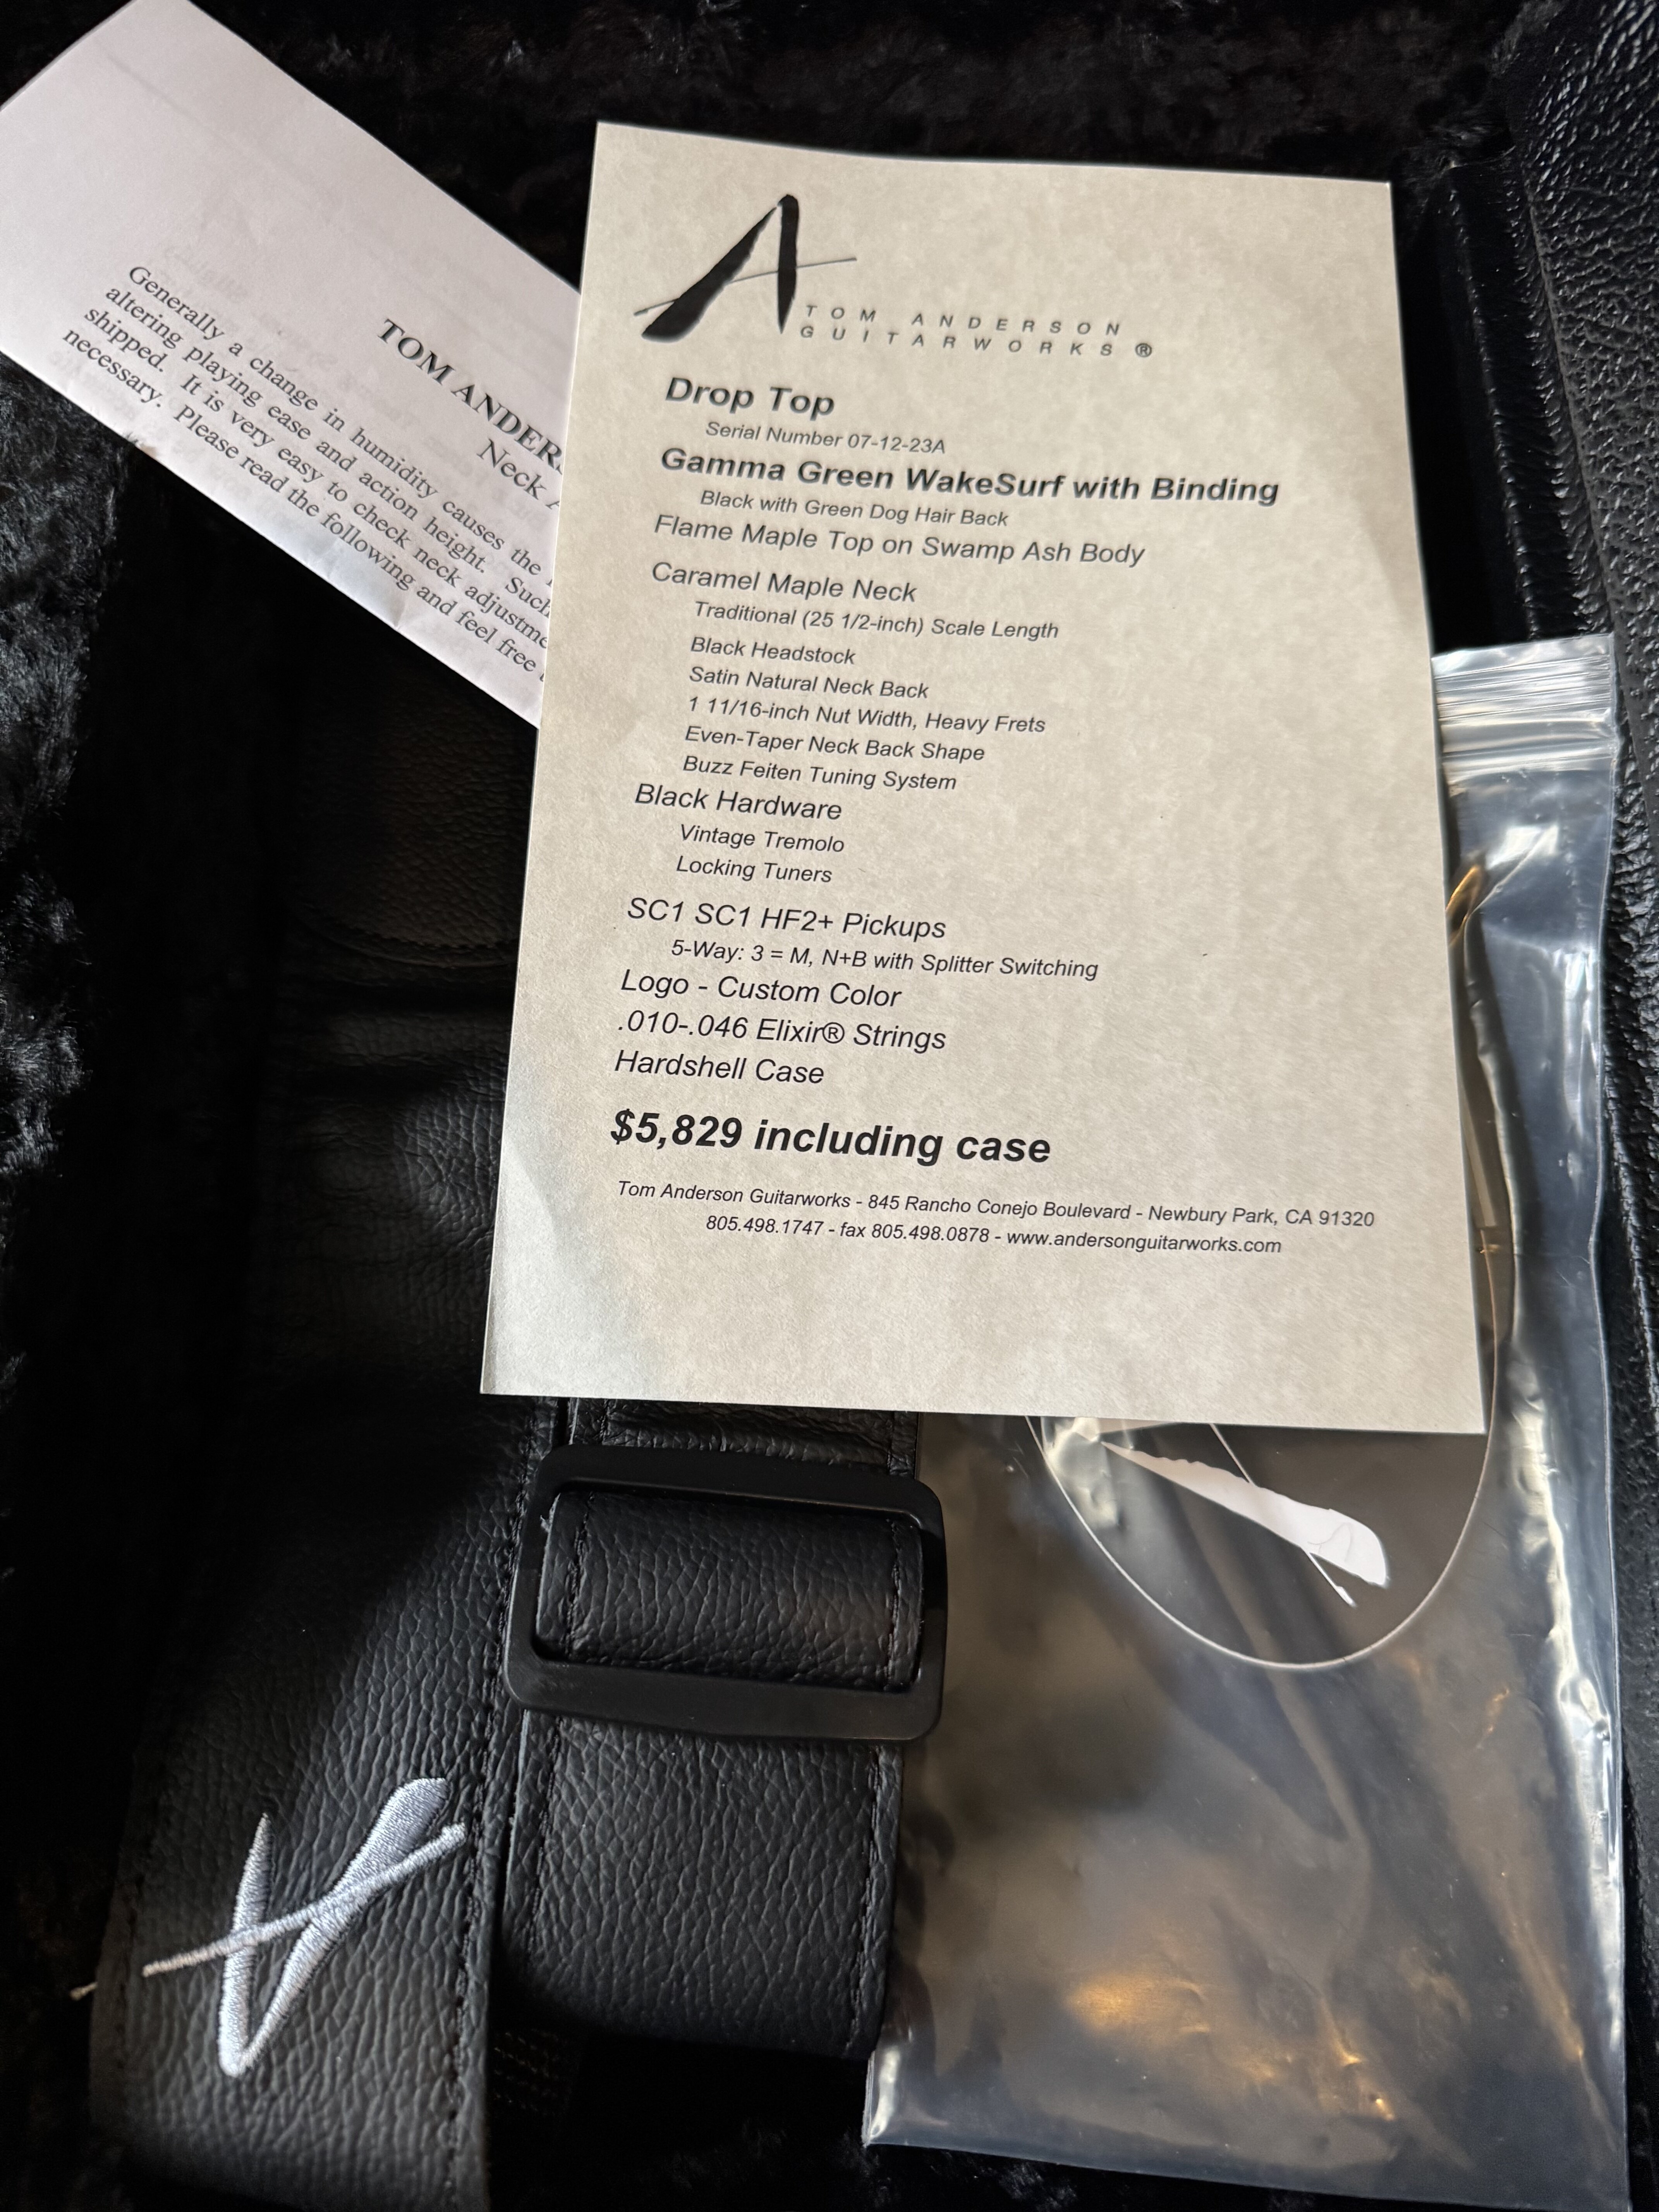 TOM ANDERSON
GUITARWORKS ®
Drop Top
Serial Number 07-12-23A
Gamma Green WakeSurf with Binding
Black with Green Dog Hair Back
Flame Maple Top on Swamp Ash Body
Caramel Maple Neck
Traditional (25 1/2-inch) Scale Length
Black Headstock
Satin Natural Neck Back
1 11/16-inch Nut Width, Heavy Frets
Even-Taper Neck Back Shape
Buzz Feiten Tuning System
Black Hardware
Vintage Tremolo
Locking Tuners
SC1 SC1 HF2+ Pickups
5-Way: 3 = M, N+B with Splitter Switching
Logo - Custom Color
.010-.046 Elixir® Strings
Hardshell Case
$5,829 including case
Tom Anderson Guitarworks - 845 Rancho Conejo Boulevard - Newbury Park, CA 91320
805.498.1747 - fax 805.498.0878 - www.andersonguitarworks.com
TOM ANDERS
Neck
Generally a change in humidity causes the
altering playing ease and action height. Such
shipped. It is very easy to check neck adjustme
necessary. Please read the following and feel free